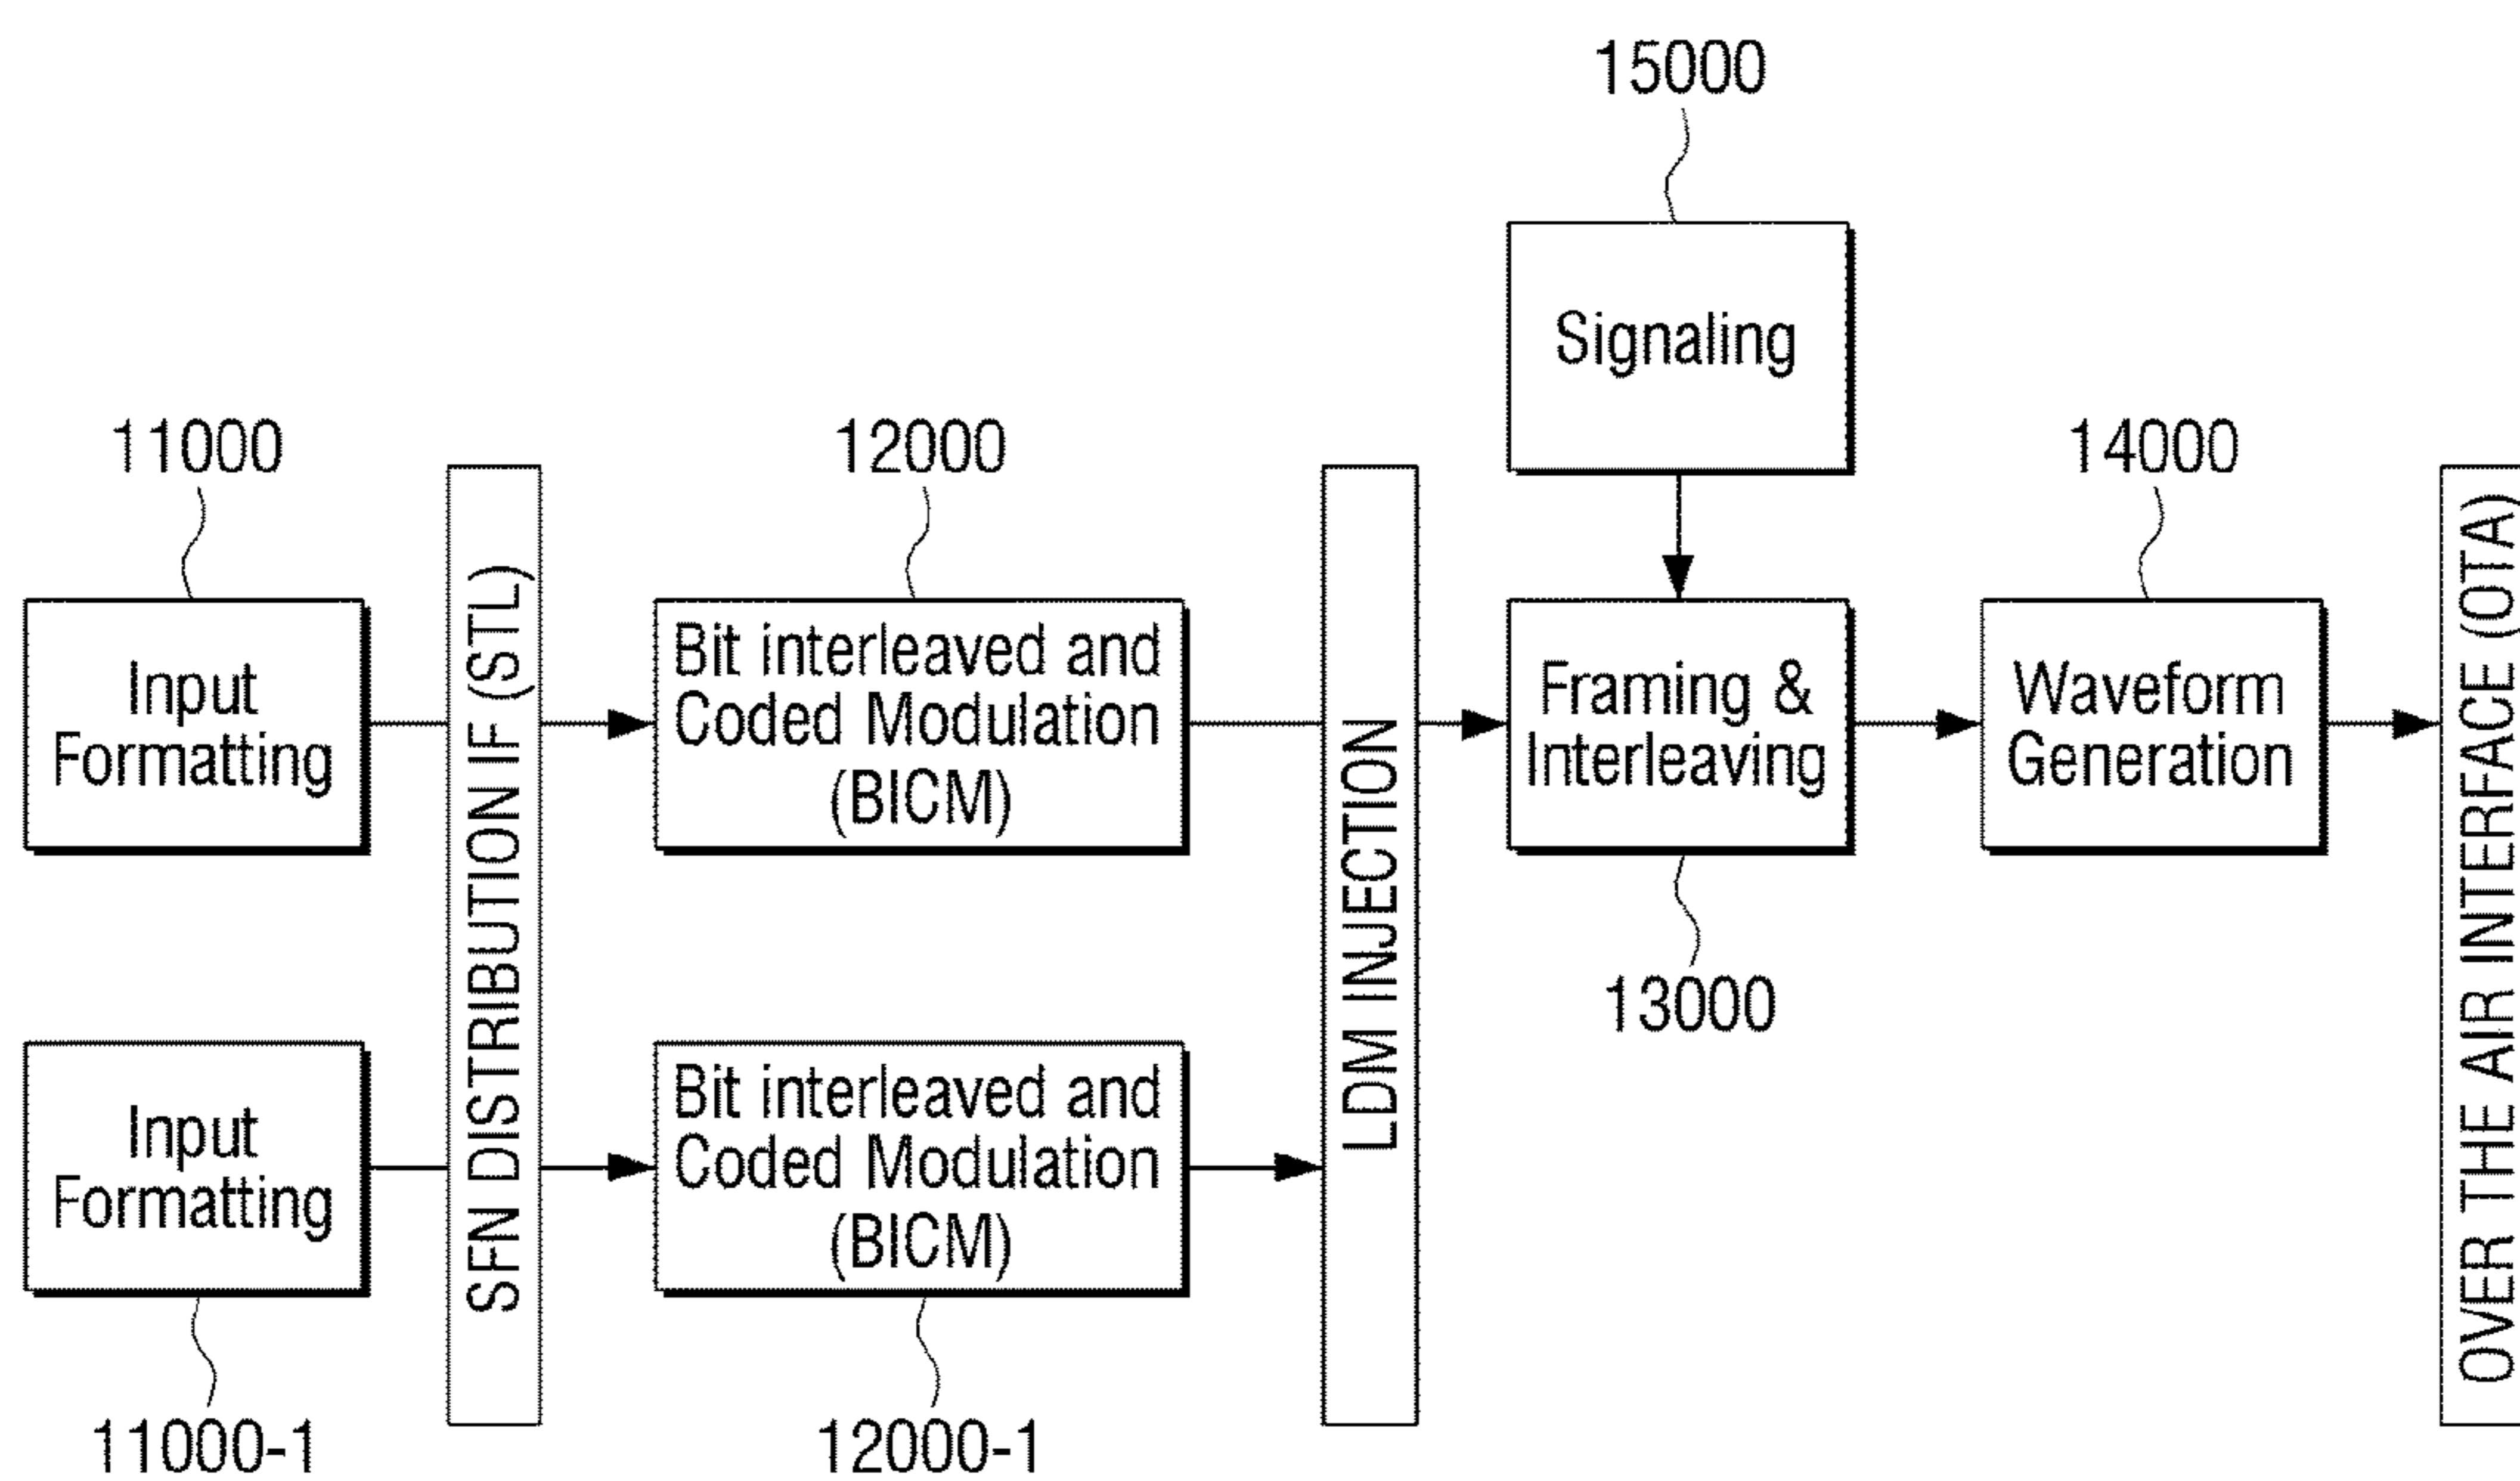 15000
Signaling
11000
12000
14000
Input
Formatting
SFN DISTRIBUTION IF (STL)
Bit interleaved and
Coded Modulation
(BICM)
LDM INJECTION
Framing &
Interleaving
Waveform
Generation
OVER THE AIR INTERFACE (OTA)
13000
Input
Formatting
Bit interleaved and
Coded Modulation
(BICM)
11000-1
12000-1